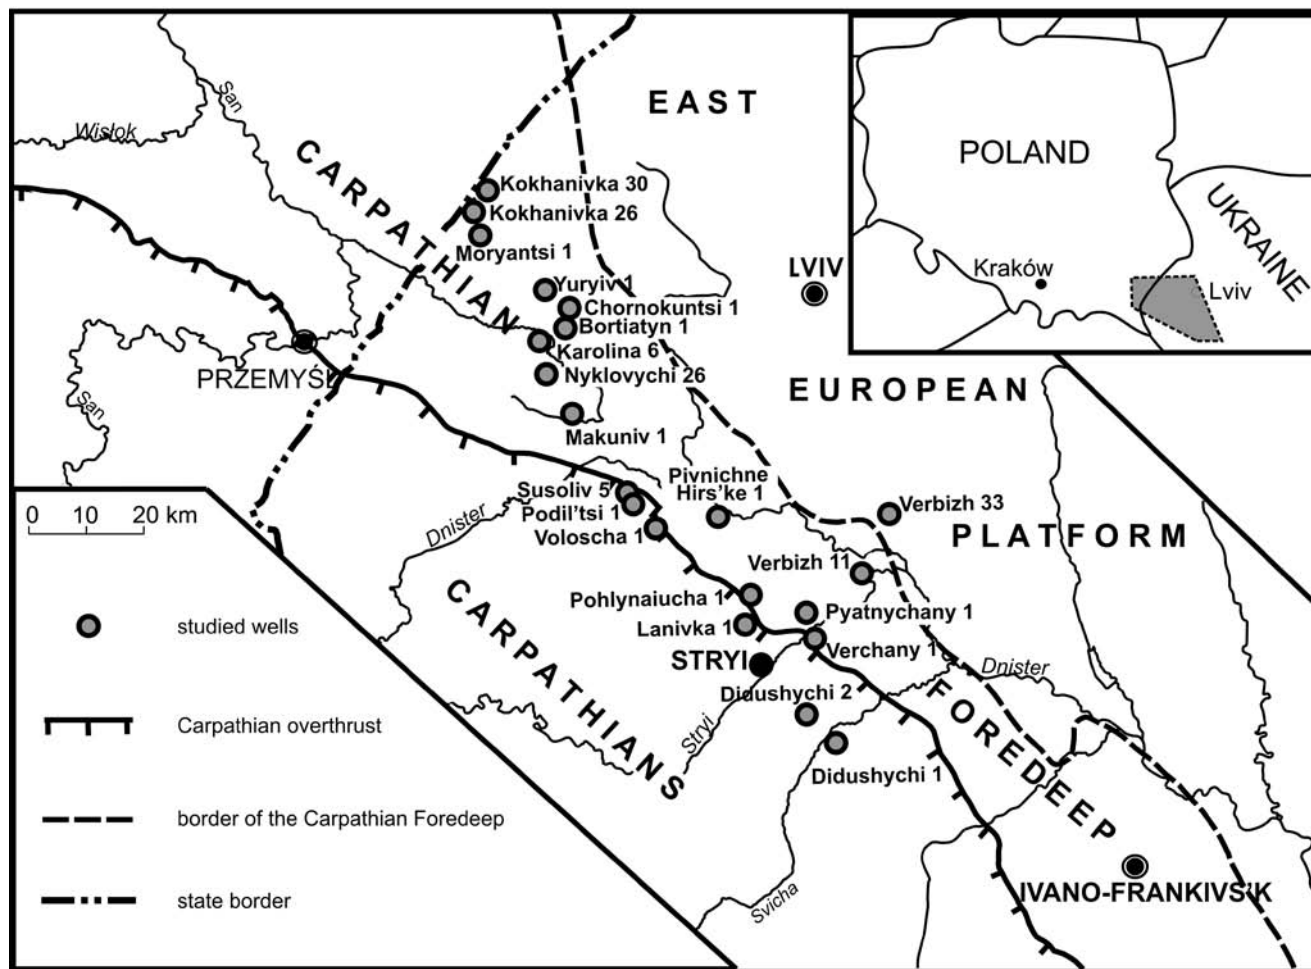 San
EAST
Wisłok
CARPATHIAN
POLAND
Kokhanivka 30
UKRAINE
Kokhanivka 26
Moryantsi 1
LVIV
Kraków
Yuryiv 1
Lviv
Chornokuntsi 1
Bortiatyn 1
Karolina 6
PRZEMYŚL
Nyklovychi 26
EUROPEAN
San
Makuniv 1
Pivnichne
Hirs'ke 1
Susoliv 5
Verbizh 33
0 10 20 km
Dnister
Podil'tsi 1
Voloscha 1
PLATFORM
Verbizh 11
CARPATHIANS
Pohlynaiucha 1
Pyatnychany 1
studied wells
Lanivka 1
Verchany 1
STRYI
Dnister
Didushychi 2
FOREDEEP
Carpathian overthrust
Stryi
Didushychi 1
border of the Carpathian Foredeep
IVANO-FRANKIVS'K
state border
Svicha